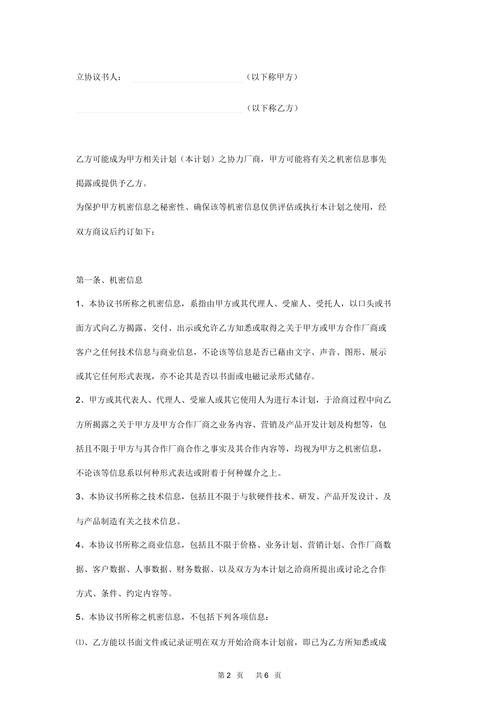 立协议书人： （以下称甲方）
（以下称乙方）
乙方可能成为甲方相关计划（本计划）之协力厂商，甲方可能将有关之机密信息事先
揭露或提供予乙方。
为保护甲方机密信息之秘密性、确保该等机密信息仅供评估或执行本计划之使用，经
双方商议后约订如下：
第一条、机密信息
1、本协议书所称之机密信息，系指由甲方或其代理人、受雇人、受托人，以口头或书
面方式向乙方揭露、交付、出示或允许乙方知悉或取得之关于甲方或甲方合作厂商或
客户之任何技术信息与商业信息，不论该等信息是否已藉由文字、声音、图形、展示
或其它任何形式表现，亦不论其是否以书面或电磁记录形式储存。
2、甲方或其代表人、代理人、受雇人或其它使用人为进行本计划，于洽商过程中向乙
方所揭露之关于甲方及甲方合作厂商之业务内容、营销及产品开发计划及构想等，包
括且不限于甲方与其合作厂商合作之事实及其合作内容等，均视为甲方之机密信息，
不论该等信息系以何种形式表达或附着于何种媒介之上。
3、本协议书所称之技术信息，包括且不限于与软硬件技术、研发、产品开发设计、及
与产品制造有关之技术信息。
4、本协议书所称之商业信息，包括且不限于价格、业务计划、营销计划、合作厂商数
据、客户数据、人事数据、财务数据、以及双方为本计划之洽商所提出或讨论之合作
方式、条件、约定内容等。
5、本协议书所称之机密信息，不包括下列各项信息：
⑴、乙方能以书面文件或记录证明在双方开始洽商本计划前，即已为乙方所知悉或成
第 2 页 共 6 页